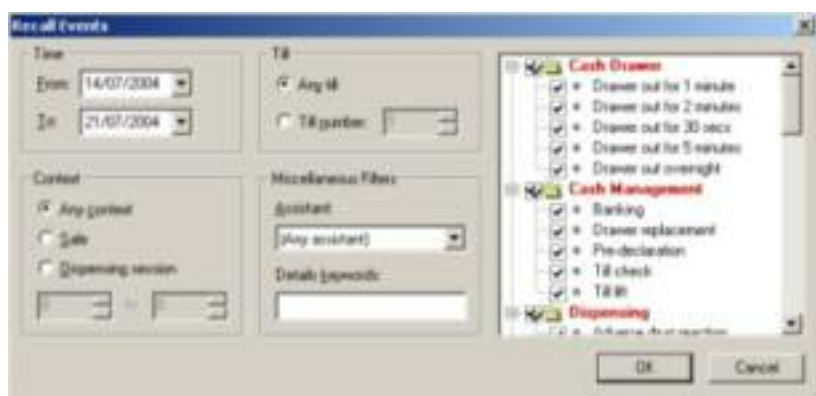 Recall Events
Time
From: 14/07/2004
To: 21/07/2004
Till
Any till
Till number:
Context
Any context
Sale
Dispensing session
to
Miscellaneous Filters
Assistant
(Any assistant)
Details keywords
Cash Drawer
Drawer out for 1 minute
Drawer out for 2 minutes
Drawer out for 30 secs
Drawer out for 5 minutes
Drawer out overnight
Cash Management
Banking
Drawer replacement
Pre-declaration
Till check
Till lift
Dispensing
Adverse drug reaction
OK
Cancel